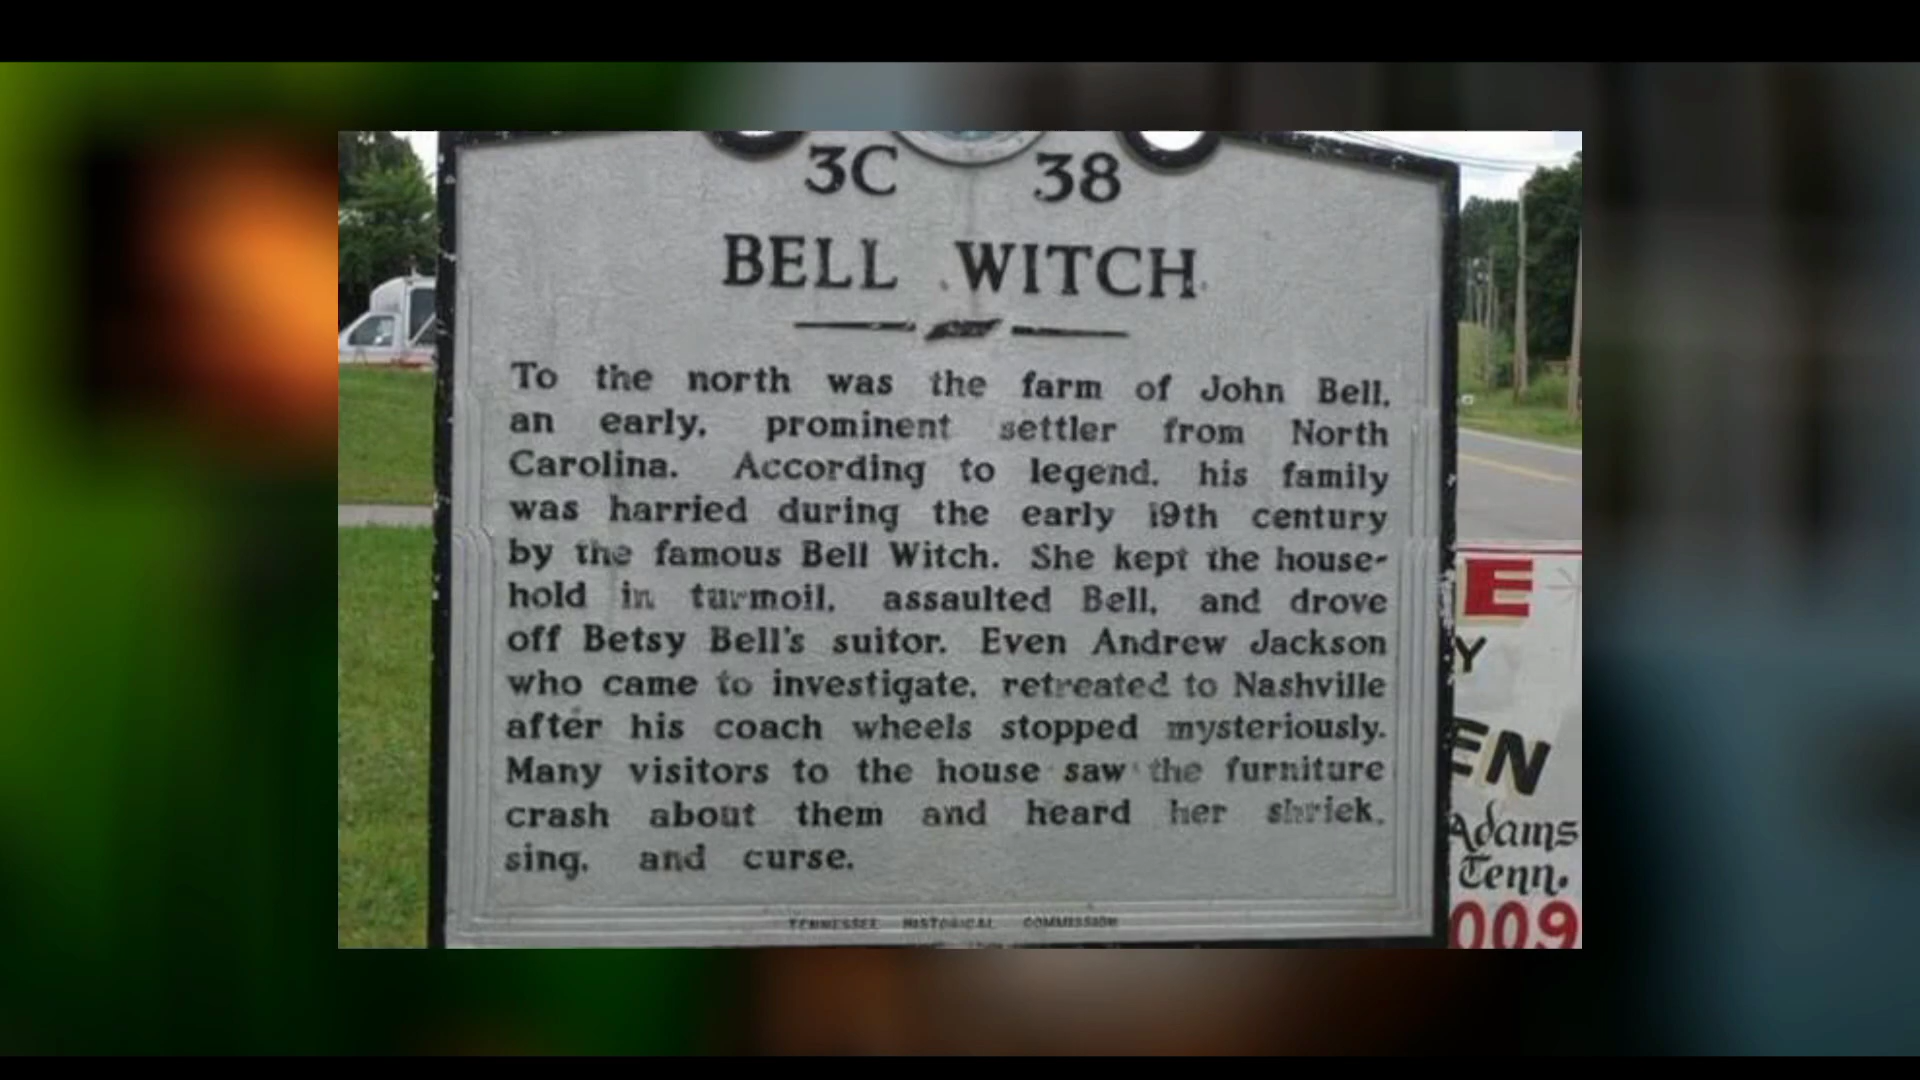 3C 38
BELL WITCH
To the north was the farm of John Bell,
an early, prominent settler from North
Carolina. According to legend, his family
was harried during the early 19th century
by the famous Bell Witch. She kept the house-
hold in turmoil, assaulted Bell, and drove
off Betsy Bell's suitor. Even Andrew Jackson
who came to investigate, retreated to Nashville
after his coach wheels stopped mysteriously.
Many visitors to the house saw the furniture
crash about them and heard her shriek,
sing, and curse.
TENNESSEE HISTORICAL COMMISSION
E
Y
EN
Adams
Tenn.
009